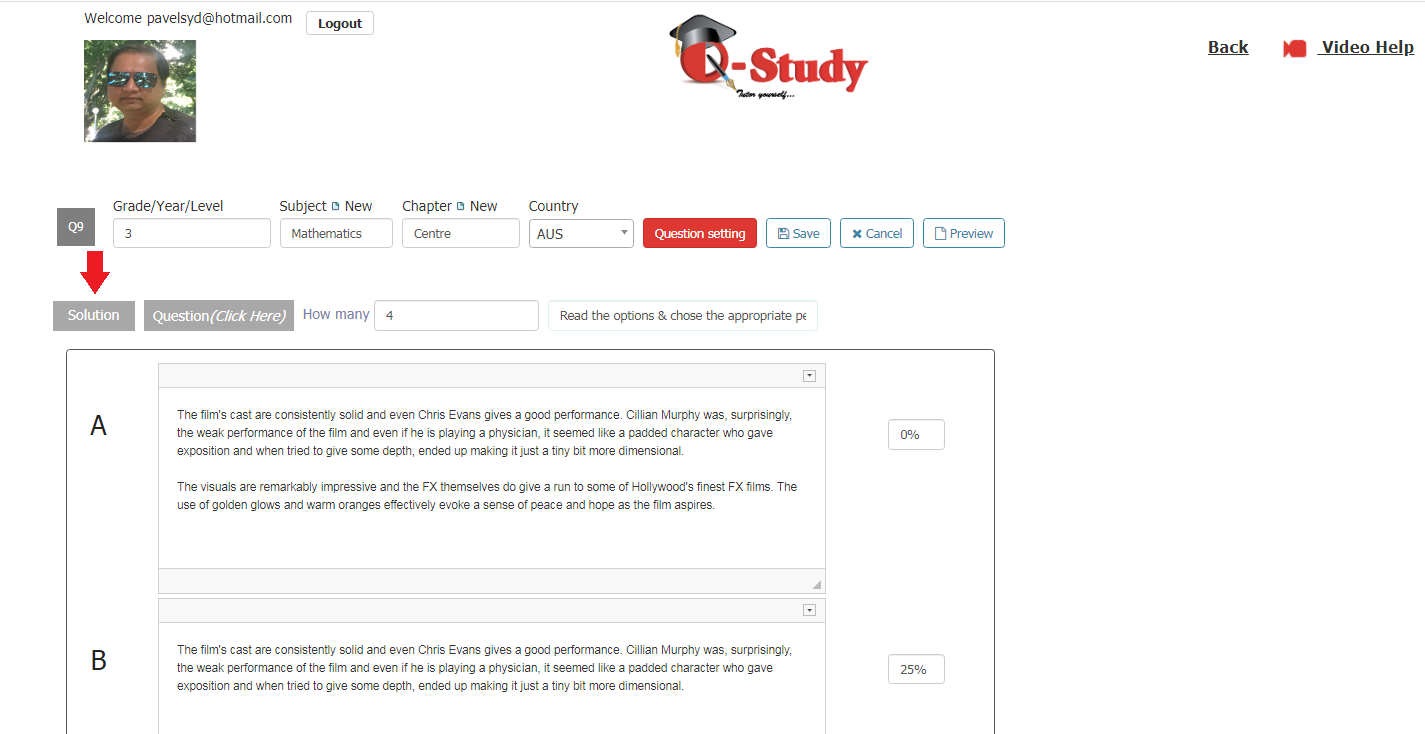 Welcome pavelsyd@hotmail.com
Logout
Q-Study
Tutor yourself...
Back
Video Help
Q9
Grade/Year/Level
Subject New
Chapter New
Country
3
Mathematics
Centre
AUS
Question setting
Save
Cancel
Preview
Solution
Question(Click Here)
How many
4
Read the options & chose the appropriate pe
A
The film's cast are consistently solid and even Chris Evans gives a good performance. Cillian Murphy was, surprisingly,
the weak performance of the film and even if he is playing a physician, it seemed like a padded character who gave
exposition and when tried to give some depth, ended up making it just a tiny bit more dimensional.
The visuals are remarkably impressive and the FX themselves do give a run to some of Hollywood's finest FX films. The
use of golden glows and warm oranges effectively evoke a sense of peace and hope as the film aspires.
0%
B
The film's cast are consistently solid and even Chris Evans gives a good performance. Cillian Murphy was, surprisingly,
the weak performance of the film and even if he is playing a physician, it seemed like a padded character who gave
exposition and when tried to give some depth, ended up making it just a tiny bit more dimensional.
25%